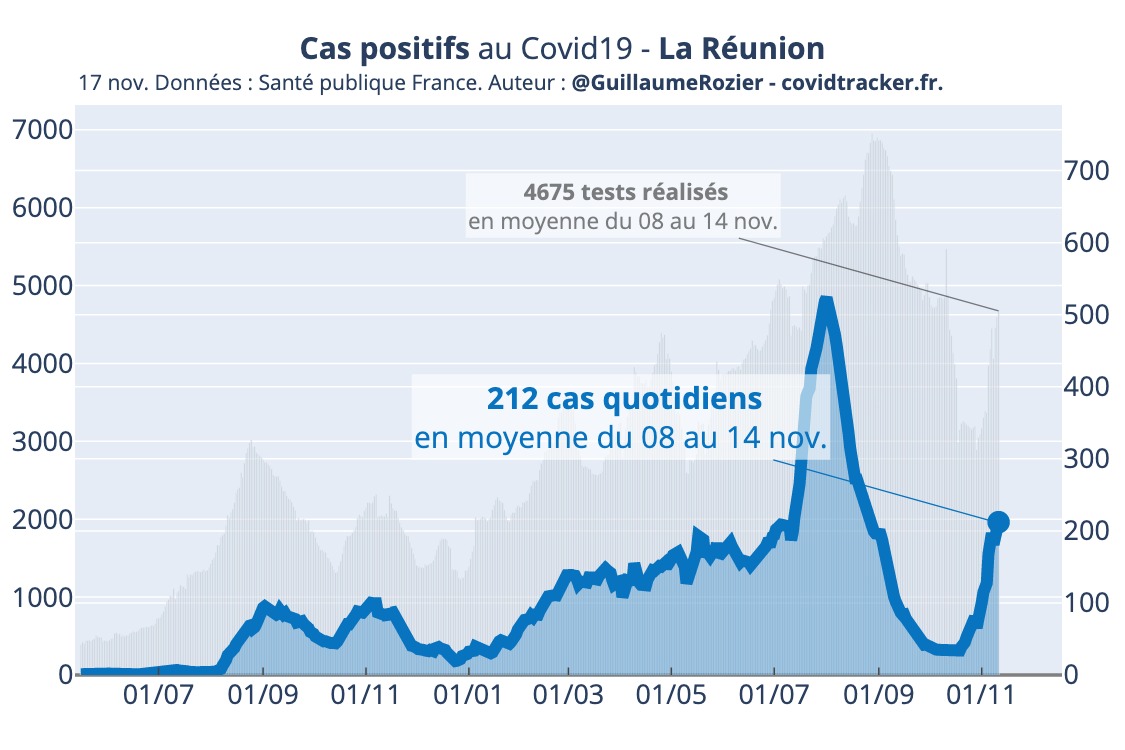 Cas positifs au Covid19 - La Réunion
17 nov. Données : Santé publique France. Auteur : @GuillaumeRozier - covidtracker.fr.
7000
6000
5000
4000
3000
2000
1000
0
700
600
500
400
300
200
100
0
4675 tests réalisés
en moyenne du 08 au 14 nov.
212 cas quotidiens
en moyenne du 08 au 14 nov.
01/07 01/09 01/11 01/01 01/03 01/05 01/07 01/09 01/11